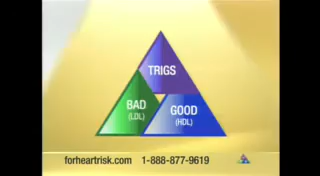 TRIGS
BAD
(LDL)
GOOD
(HDL)
forheartrisk.com 1-888-877-9619